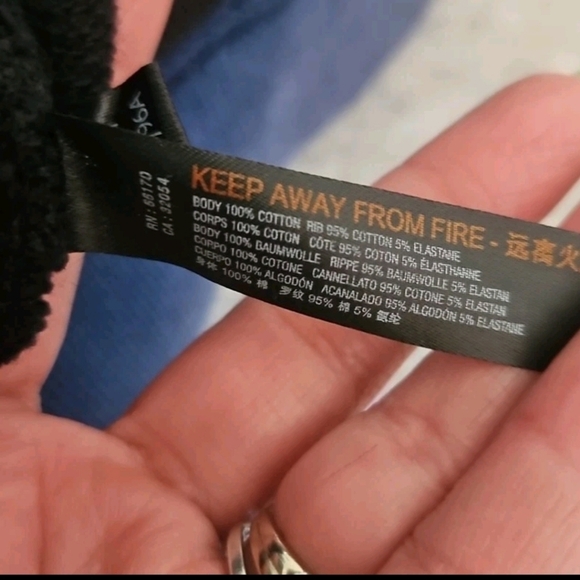 RN: 66170
CA: 32054
KEEP AWAY FROM FIRE - 远离火
BODY 100% COTTON RIB 95% COTTON 5% ELASTANE
CORPS 100% COTON CÔTE 95% COTON 5% ÉLASTHANNE
BODY 100% BAUMWOLLE RIPPE 95% BAUMWOLLE 5% ELASTAN
CORPO 100% COTONE CANNELLATO 95% COTONE 5% ELASTAN
CUERPO 100% ALGODÓN ACANALADO 95% ALGODÓN 5% ELASTANE
身体 100% 棉 罗纹 95% 棉 5% 氨纶